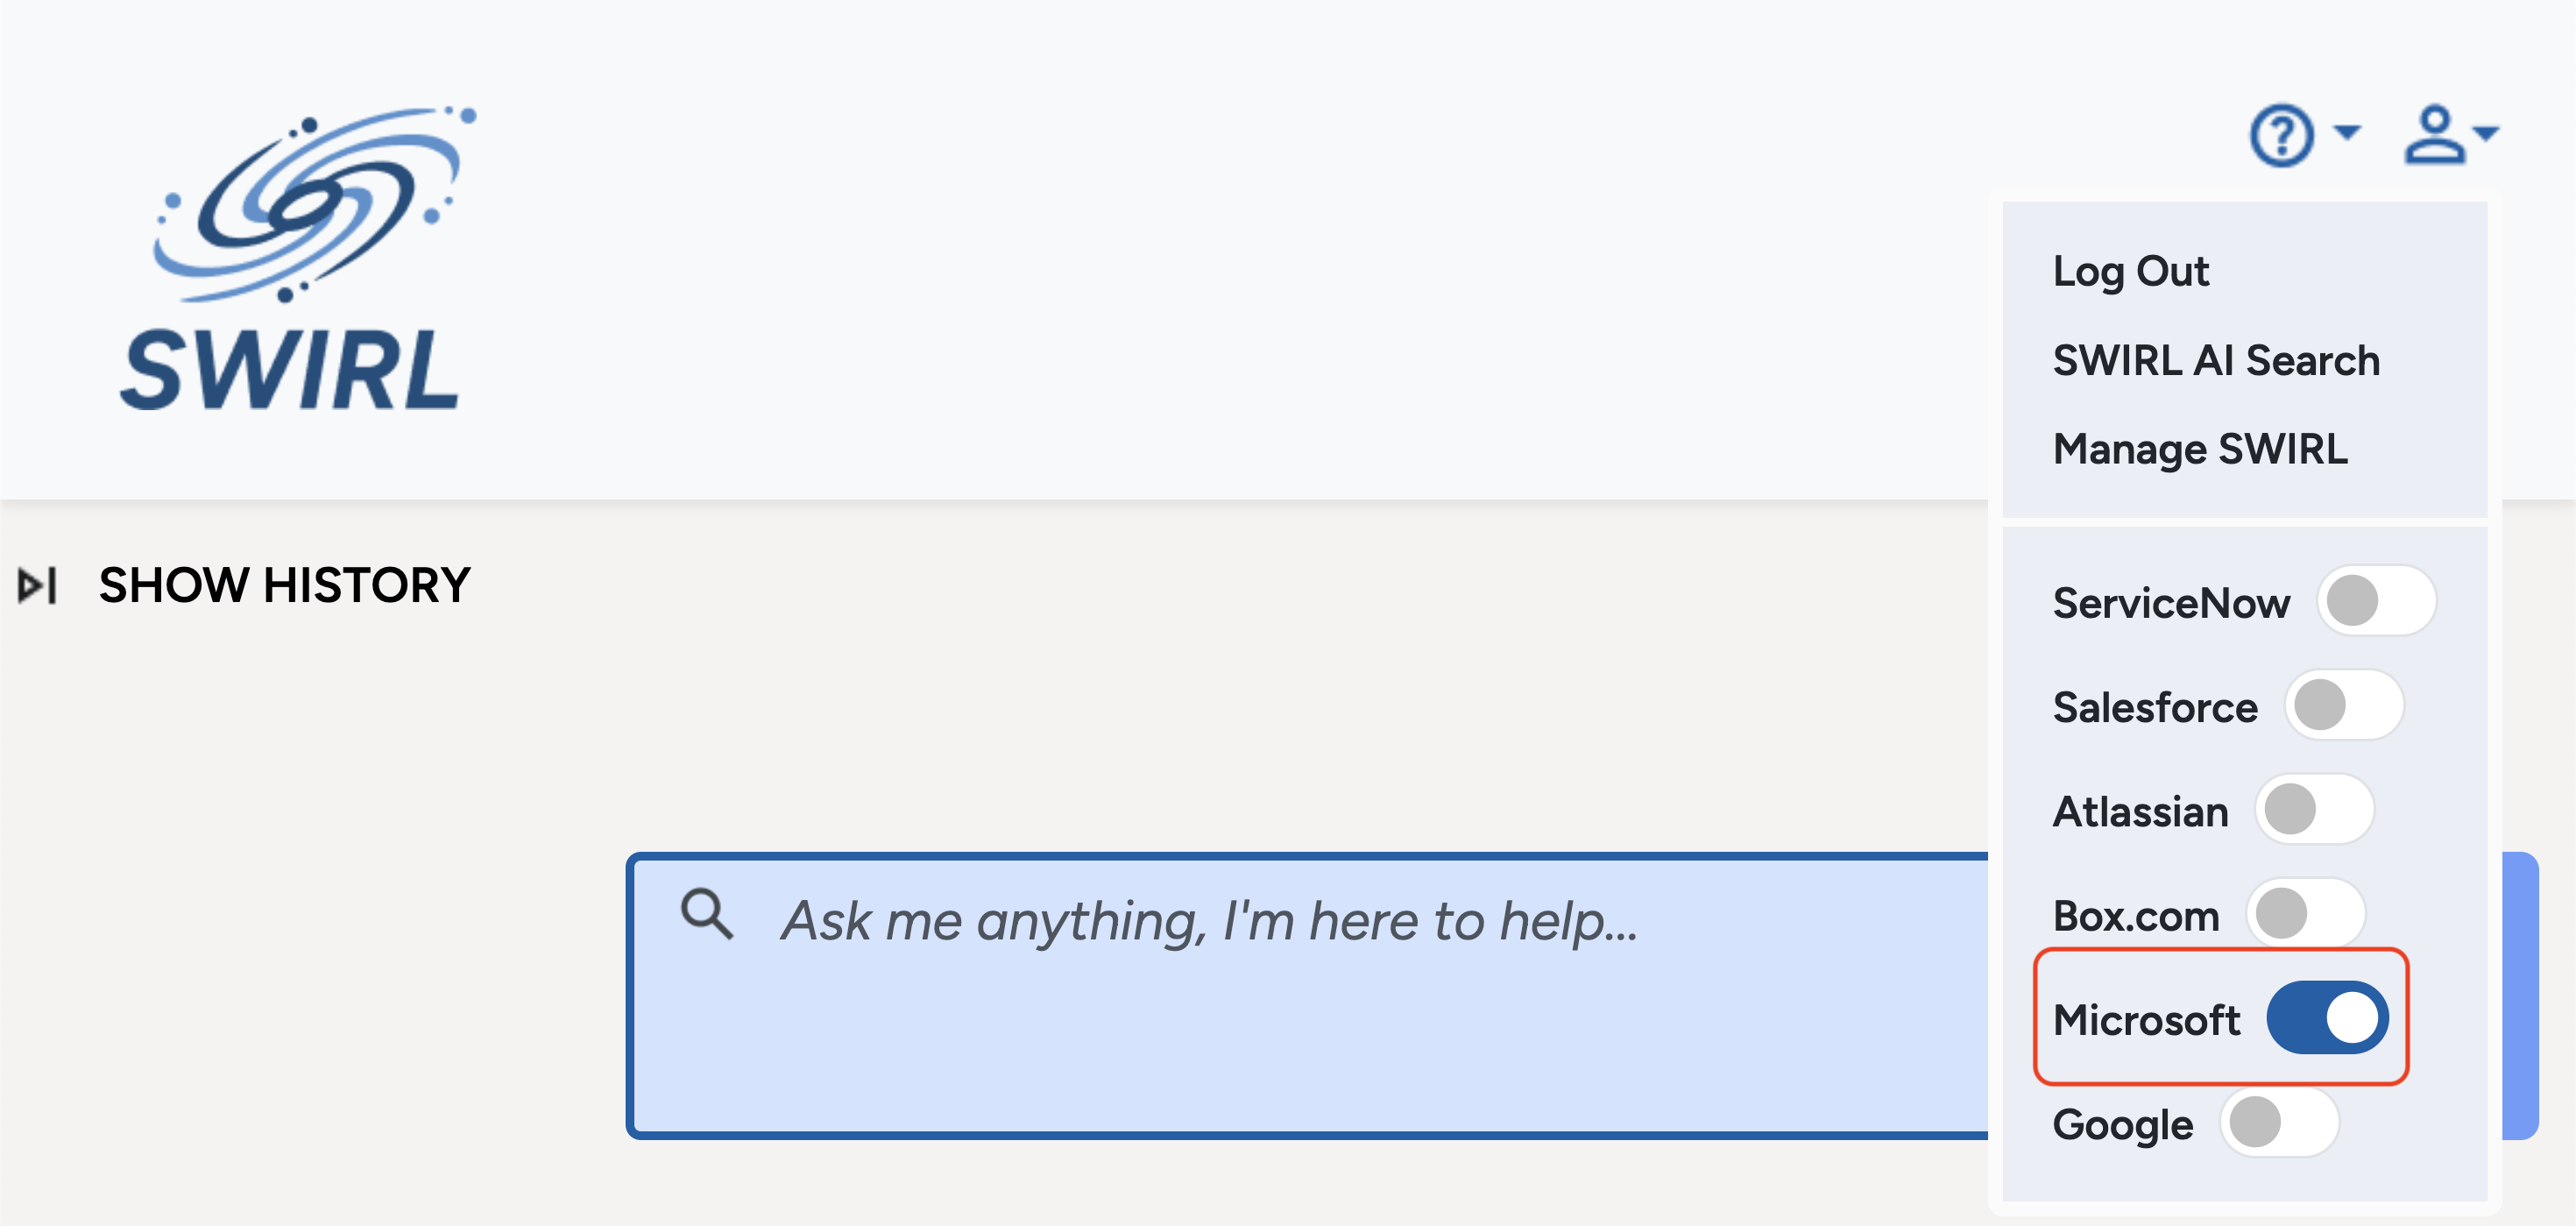 SWIRL
Log Out
SWIRL AI Search
Manage SWIRL
SHOW HISTORY
ServiceNow
Salesforce
Atlassian
Box.com
Microsoft
Google
Ask me anything, I'm here to help...